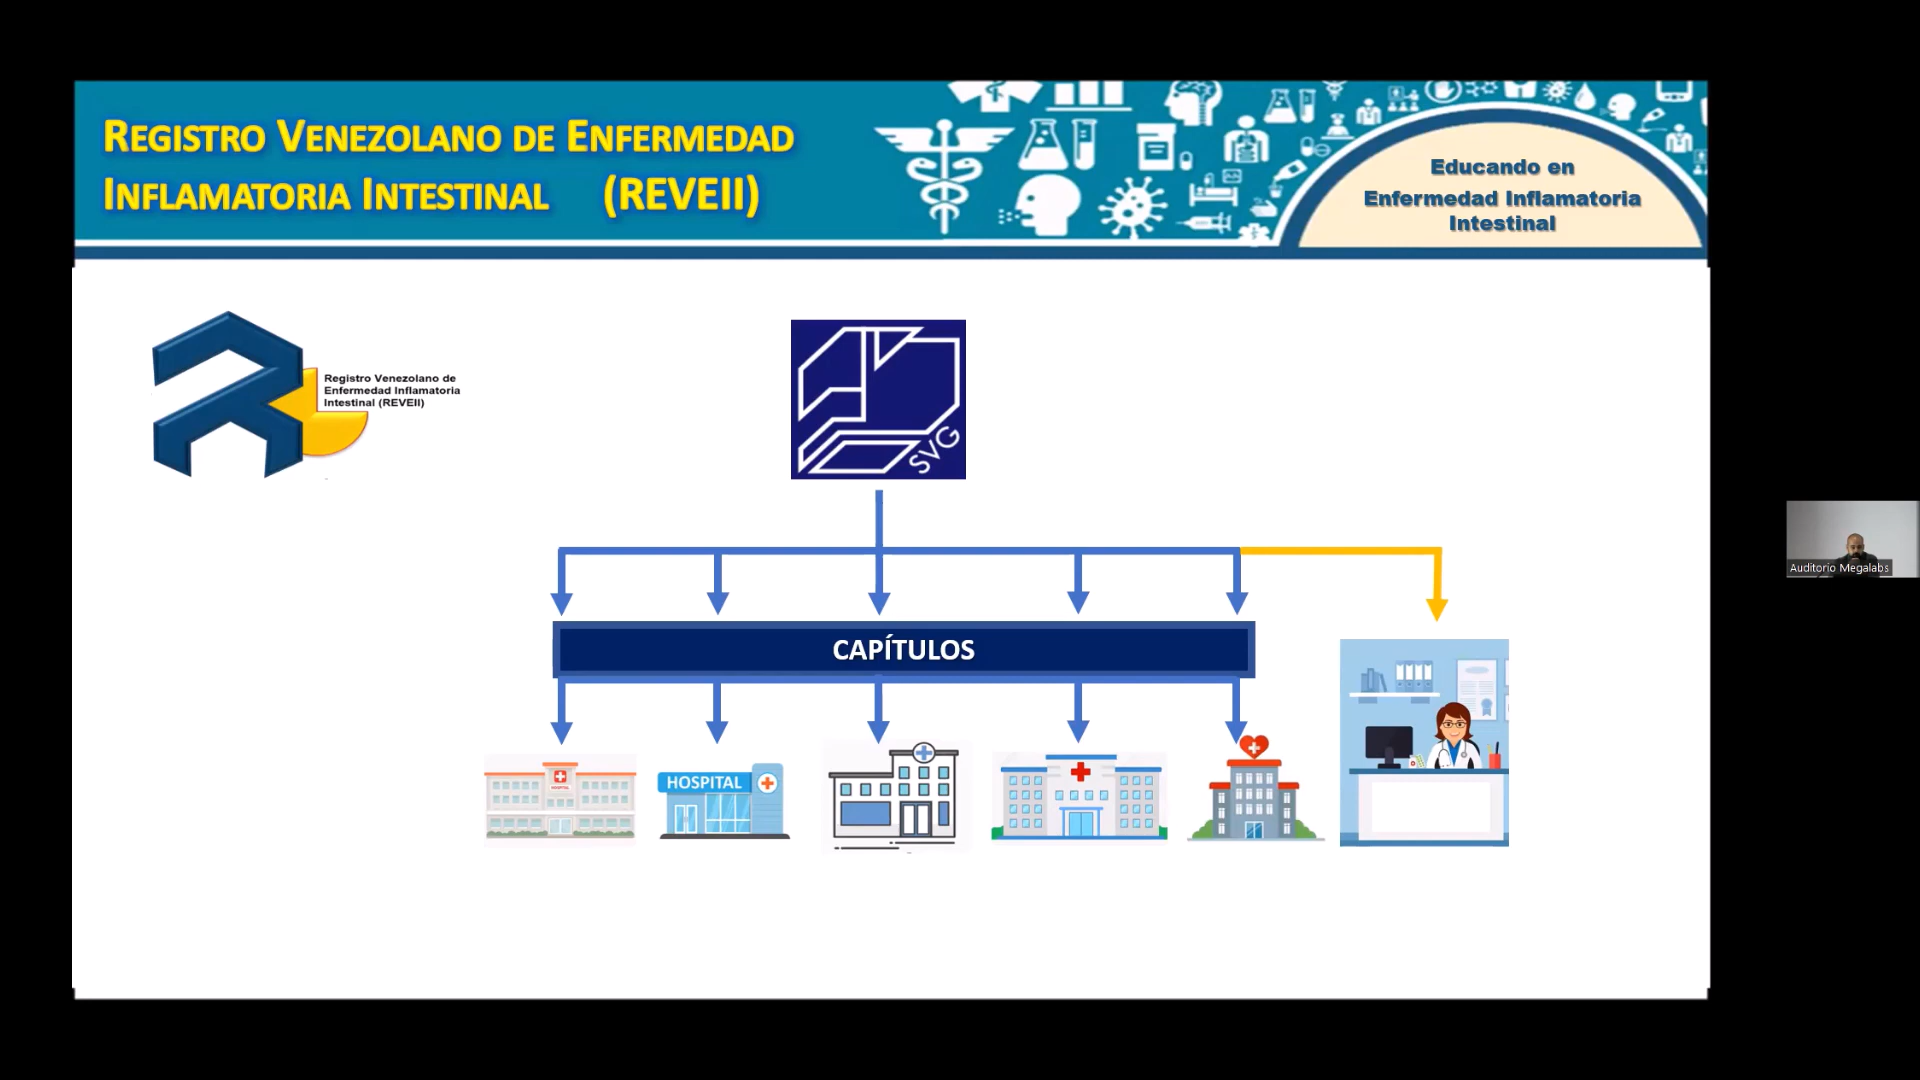 REGISTRO VENEZOLANO DE ENFERMEDAD
INFLAMATORIA INTESTINAL (REVEII)
Educando en
Enfermedad Inflamatoria
Intestinal
Registro Venezolano de
Enfermedad Inflamatoria
Intestinal (REVEII)
SVG
CAPÍTULOS
HOSPITAL
Auditorio Megalabs